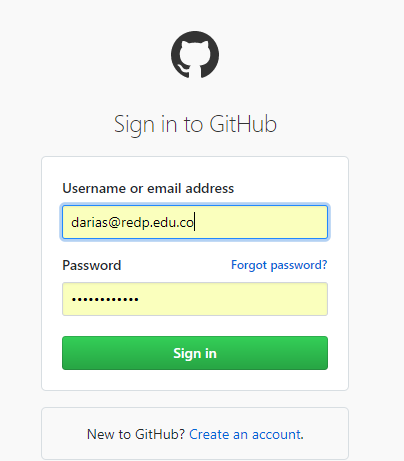 Sign in to GitHub
Username or email address
darias@redp.edu.co
Password Forgot password?
••••••••••••
Sign in
New to GitHub? Create an account.